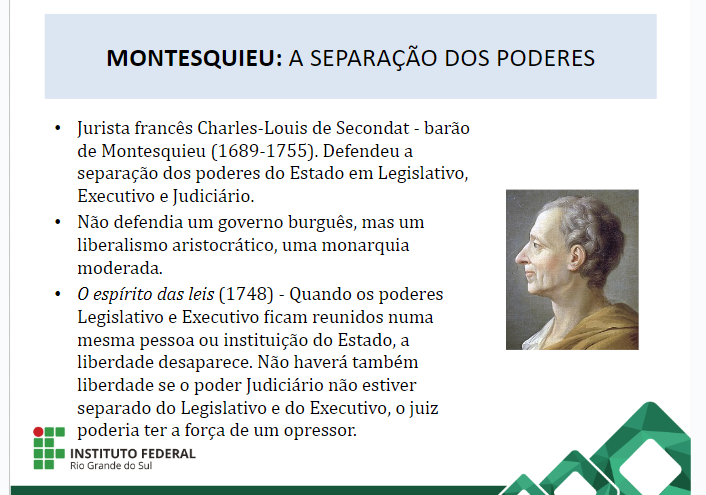 MONTESQUIEU: A SEPARAÇÃO DOS PODERES
• Jurista francês Charles-Louis de Secondat - barão
de Montesquieu (1689-1755). Defendeu a
separação dos poderes do Estado em Legislativo,
Executivo e Judiciário.
• Não defendia um governo burguês, mas um
liberalismo aristocrático, uma monarquia
moderada.
• O espírito das leis (1748) - Quando os poderes
Legislativo e Executivo ficam reunidos numa
mesma pessoa ou instituição do Estado, a
liberdade desaparece. Não haverá também
liberdade se o poder Judiciário não estiver
separado do Legislativo e do Executivo, o juiz
poderia ter a força de um opressor.
INSTITUTO FEDERAL
Rio Grande do Sul